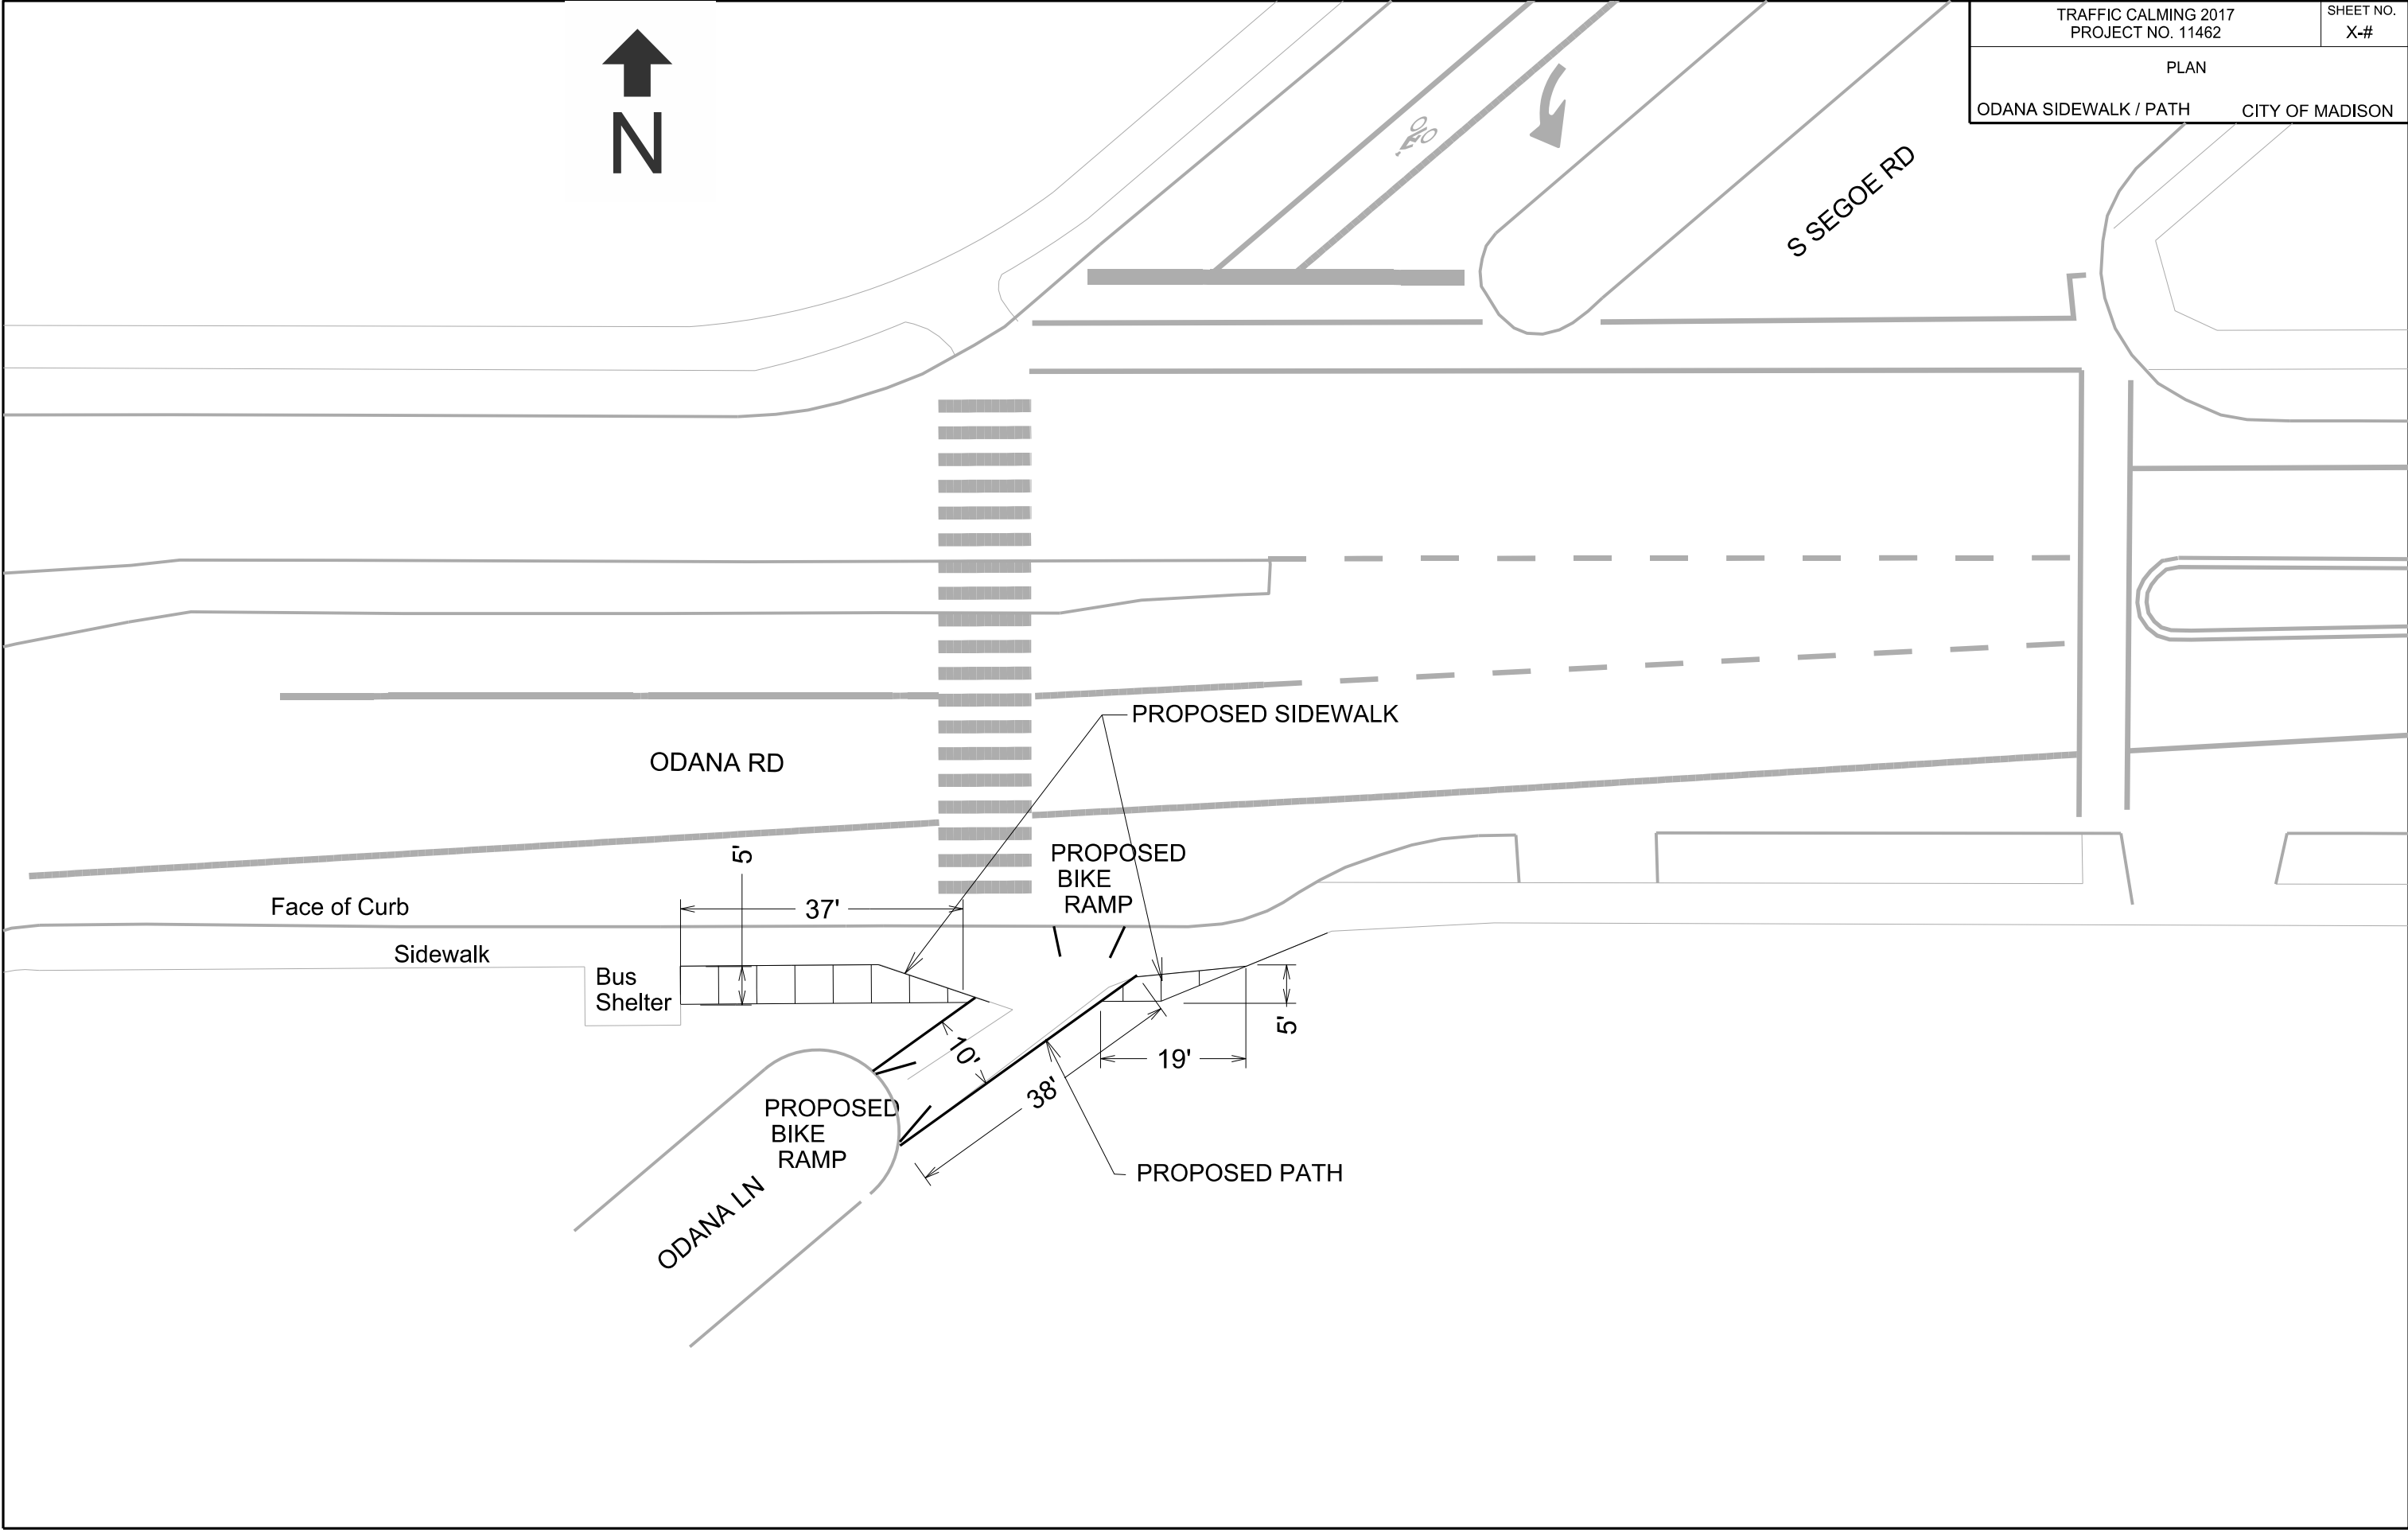 TRAFFIC CALMING 2017
PROJECT NO. 11462
SHEET NO.
X-#
PLAN
ODANA SIDEWALK / PATH
CITY OF MADISON
N
S SEGOE RD
PROPOSED SIDEWALK
ODANA RD
5'
PROPOSED
BIKE
RAMP
Face of Curb
37'
Sidewalk
Bus
Shelter
5'
10'
19'
38'
PROPOSED
BIKE
RAMP
PROPOSED PATH
ODANA LN